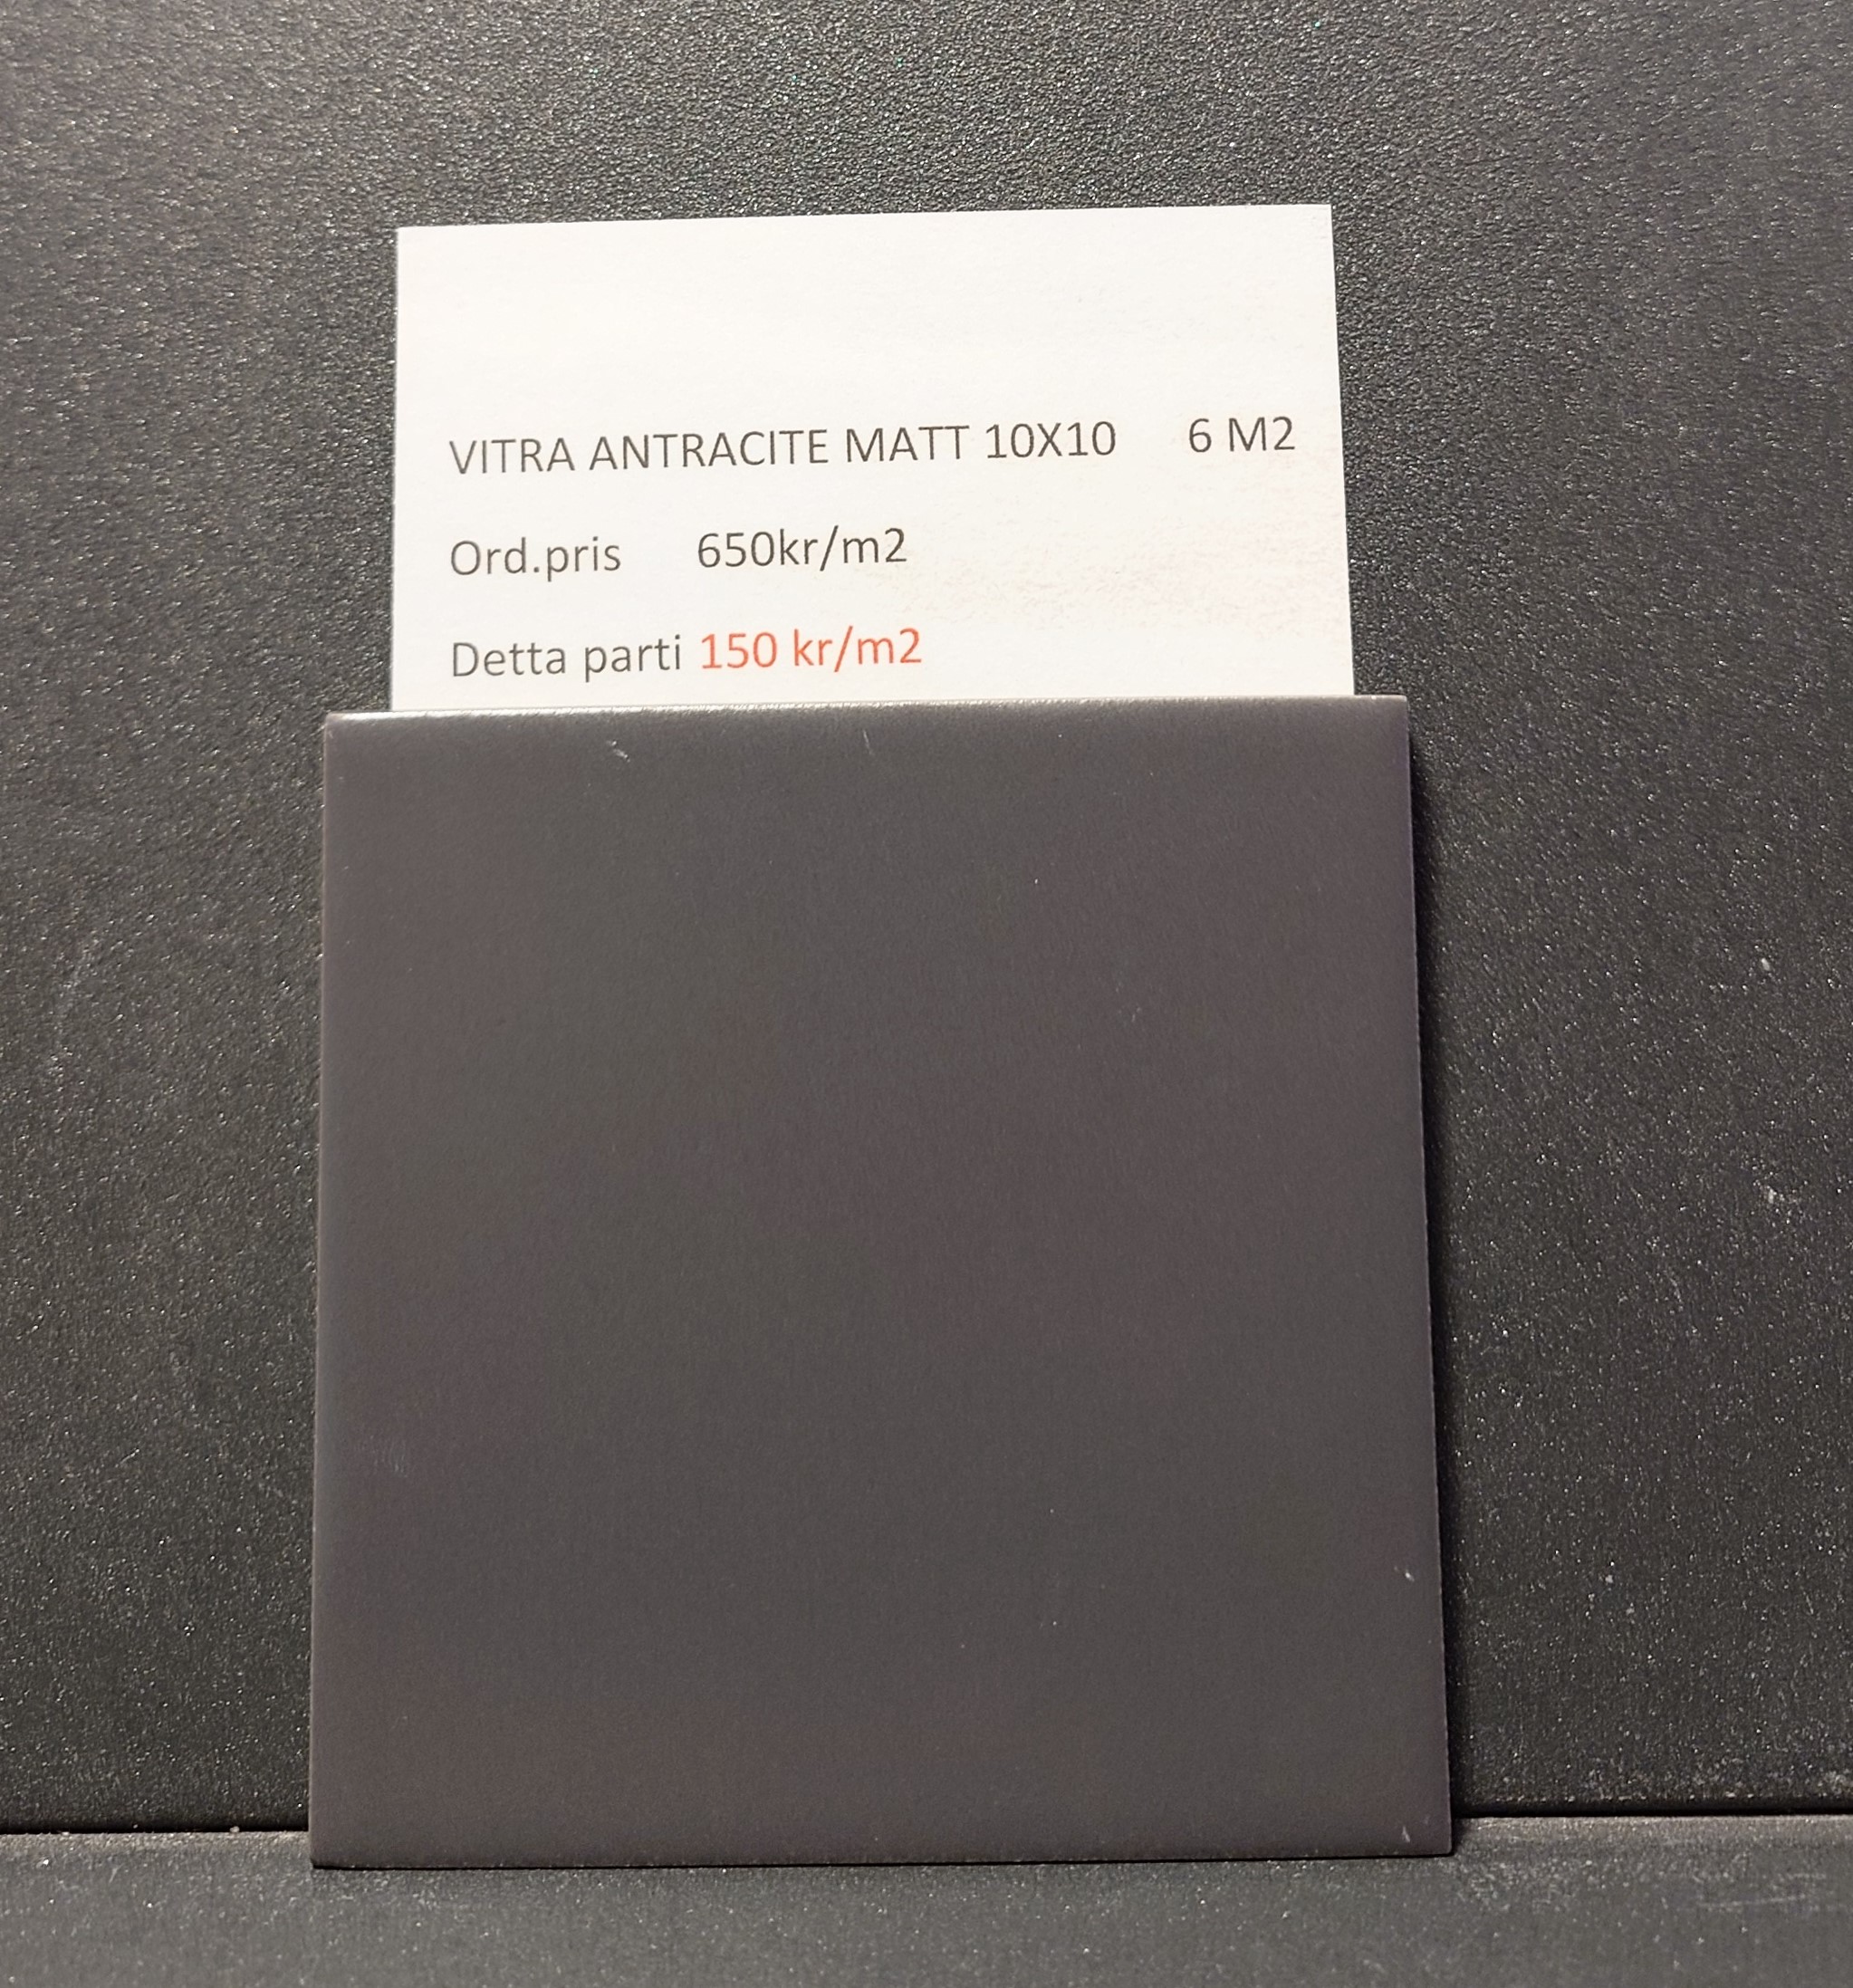 VITRA ANTRACITE MATT 10X10 6 M2
Ord.pris 650kr/m2
Detta parti 150 kr/m2